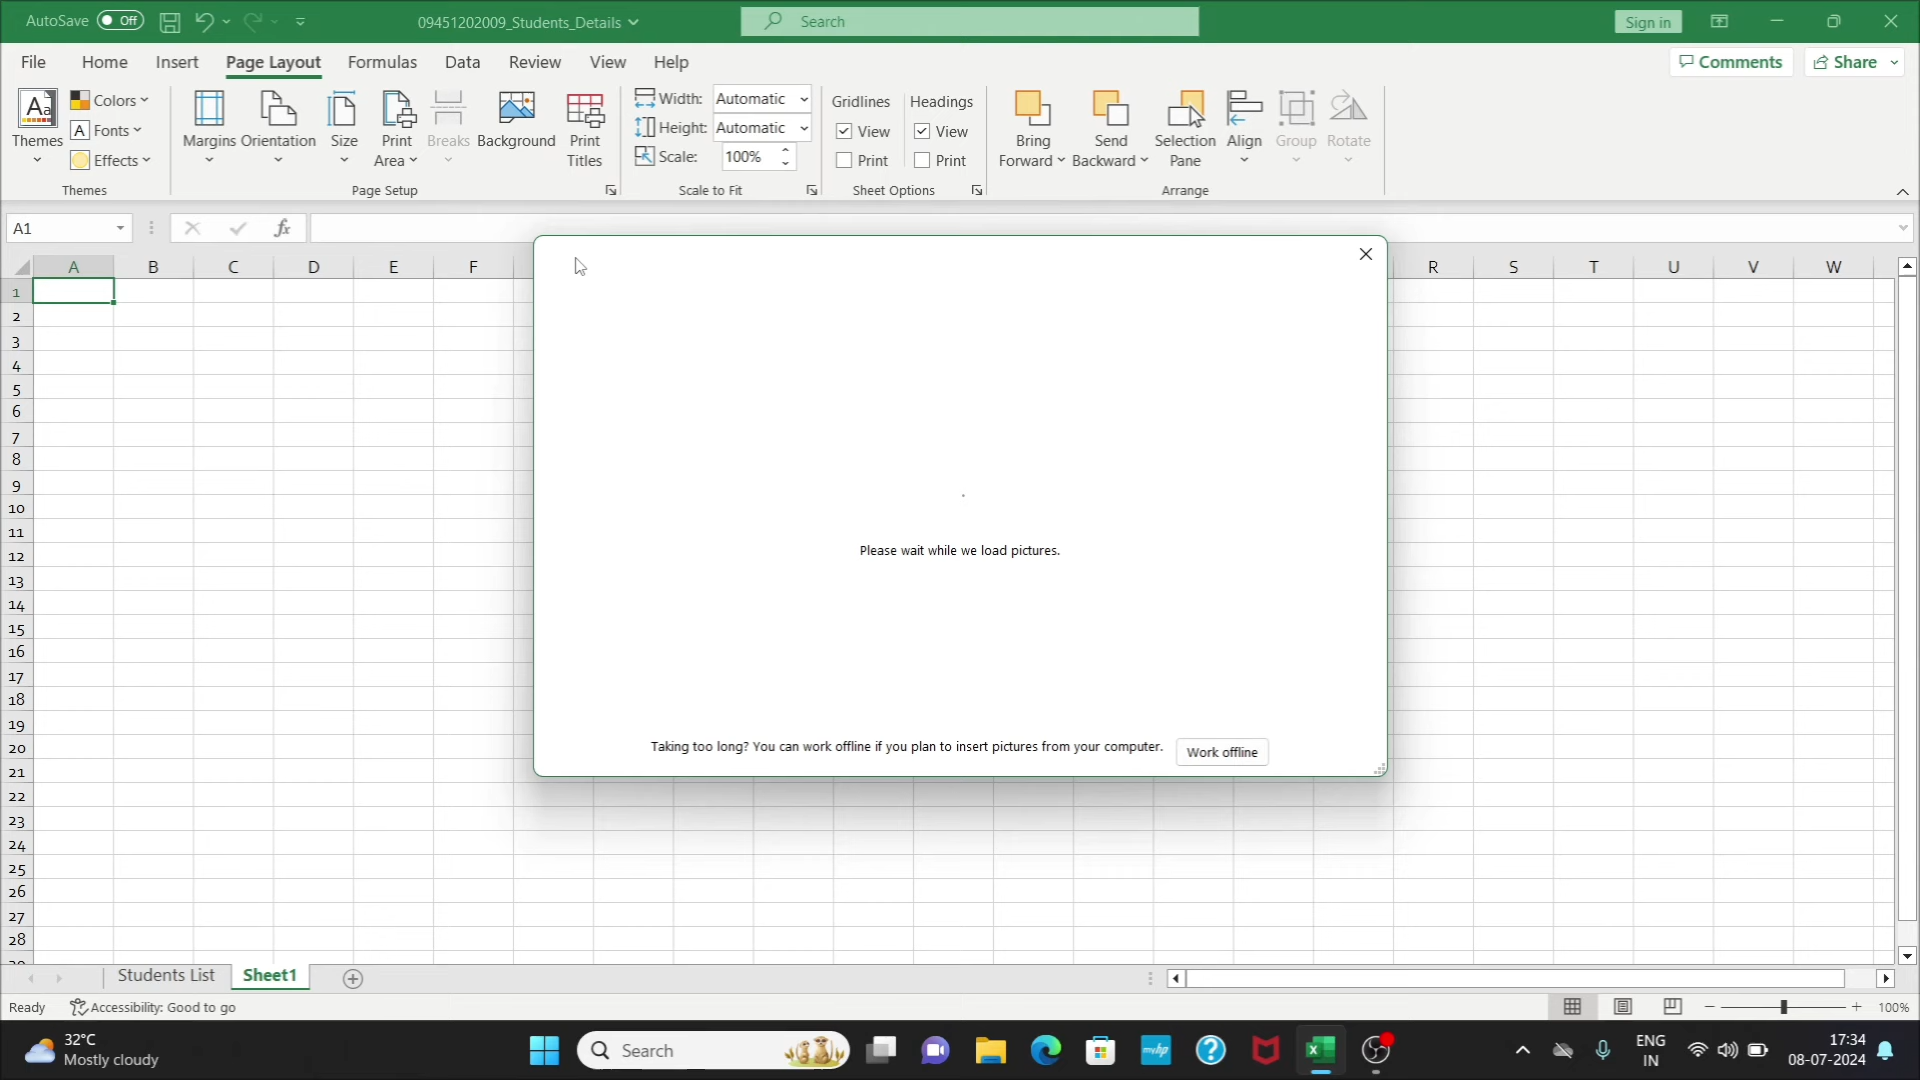 AutoSave Off 09451202009_Students_Details Search Sign in
File Home Insert Page Layout Formulas Data Review View Help Comments Share
Colors Width: Automatic Gridlines Headings
Fonts Height: Automatic View View
Themes Margins Orientation Size Print Area Breaks Background Print Titles Bring Forward Send Backward Selection Pane Align Group Rotate
Effects Scale: 100% Print Print
Themes Page Setup Scale to Fit Sheet Options Arrange
A1 fx
A B C D E F R S T U V W
1
2
3
4
5
6
7
8
9
10
11
12
13
14
15
16
17
18
19
20
21
22
23
24
25
26
27
28
Please wait while we load pictures.
Taking too long? You can work offline if you plan to insert pictures from your computer. Work offline
Students List Sheet1
Ready Accessibility: Good to go 100%
32°C
Mostly cloudy
Search
myhp
ENG
IN
17:34
08-07-2024